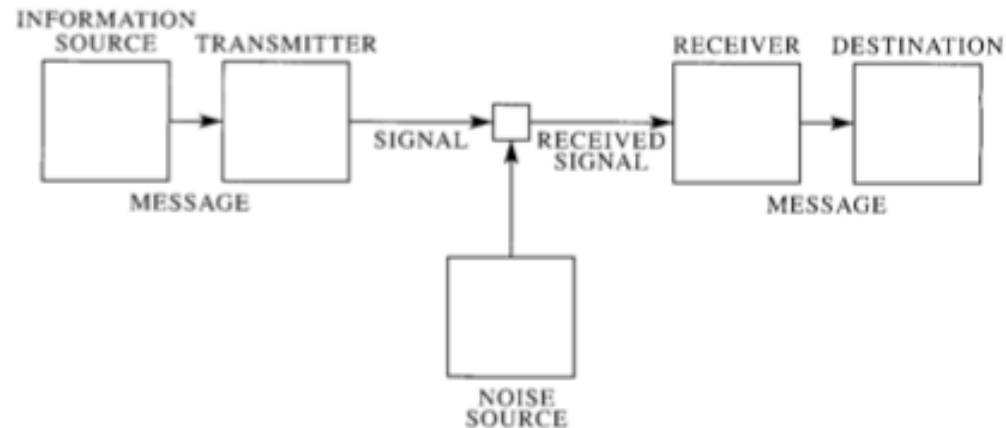 INFORMATION
SOURCE
TRANSMITTER
RECEIVER
DESTINATION
SIGNAL
RECEIVED
SIGNAL
MESSAGE
MESSAGE
NOISE
SOURCE